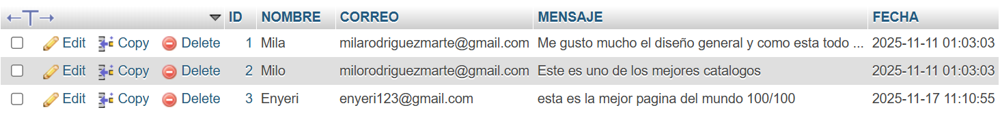 ID NOMBRE CORREO MENSAJE FECHA
Edit Copy Delete 1 Mila milarodriguezmarte@gmail.com Me gusto mucho el diseño general y como esta todo ... 2025-11-11 01:03:03
Edit Copy Delete 2 Milo milorodriguezmarte@gmail.com Este es uno de los mejores catalogos 2025-11-11 01:03:03
Edit Copy Delete 3 Enyeri enyeri123@gmail.com esta es la mejor pagina del mundo 100/100 2025-11-17 11:10:55